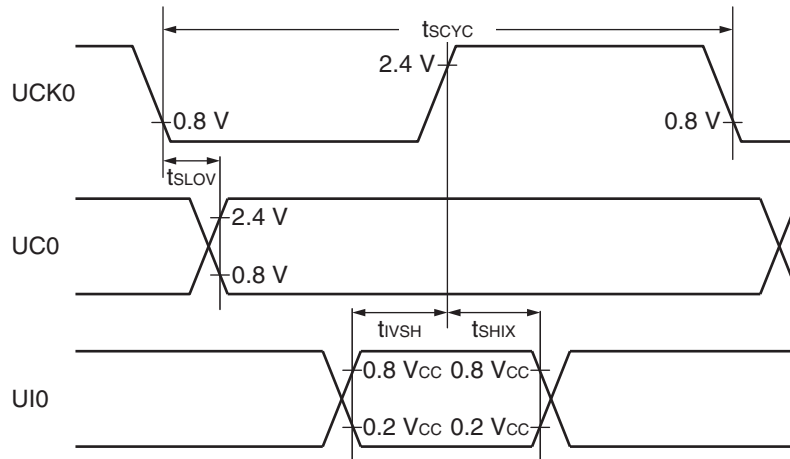 tSCYC
UCK0
2.4 V
0.8 V
0.8 V
tSLOV
UC0
2.4 V
0.8 V
tIVSH
tSHIX
UI0
0.8 VCC
0.8 VCC
0.2 VCC
0.2 VCC